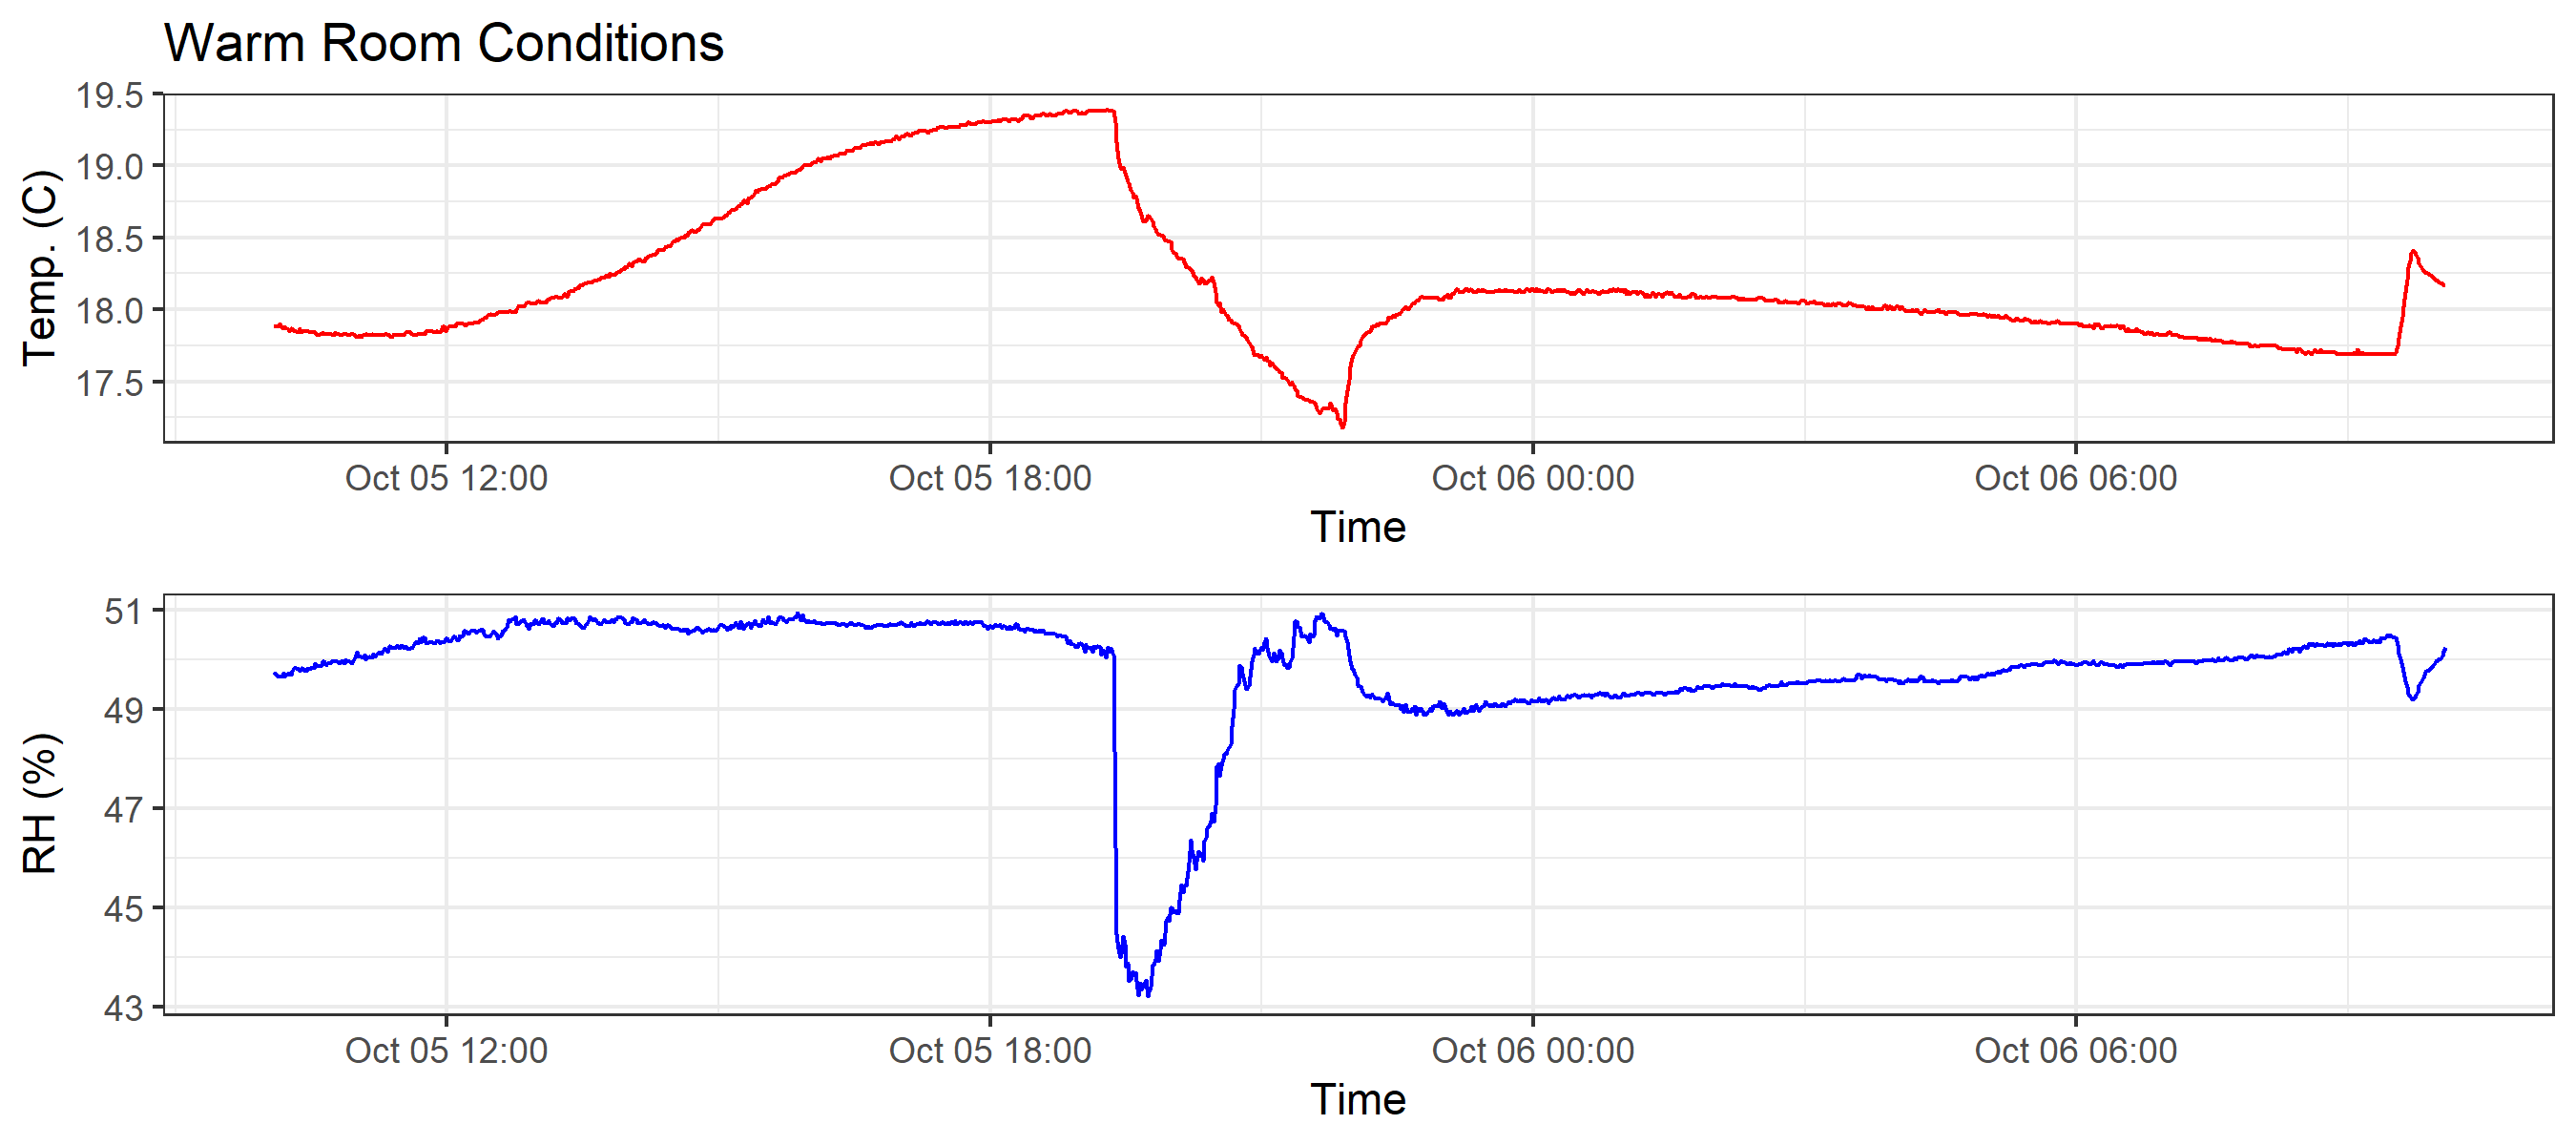 Warm Room Conditions
19.5
19.0
18.5
18.0
17.5
Temp. (C)
Oct 05 12:00 Oct 05 18:00 Oct 06 00:00 Oct 06 06:00
Time
51
49
47
45
43
RH (%)
Oct 05 12:00 Oct 05 18:00 Oct 06 00:00 Oct 06 06:00
Time